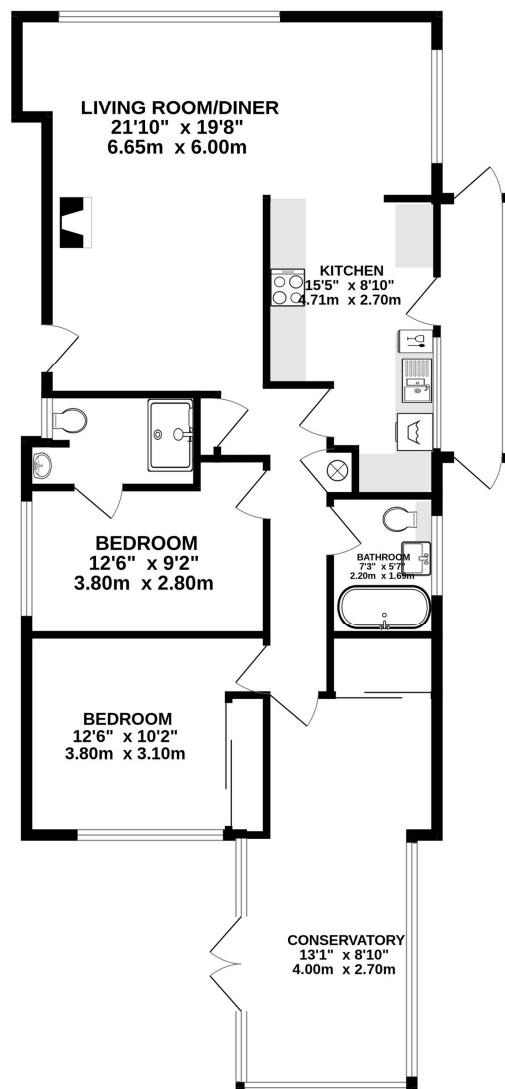 LIVING ROOM/DINER
21'10" x 19'8"
6.65m x 6.00m
KITCHEN
15'5" x 8'10"
4.71m x 2.70m
BEDROOM
12'6" x 9'2"
3.80m x 2.80m
BATHROOM
7'3" x 5'7"
2.20m x 1.69m
BEDROOM
12'6" x 10'2"
3.80m x 3.10m
CONSERVATORY
13'1" x 8'10"
4.00m x 2.70m